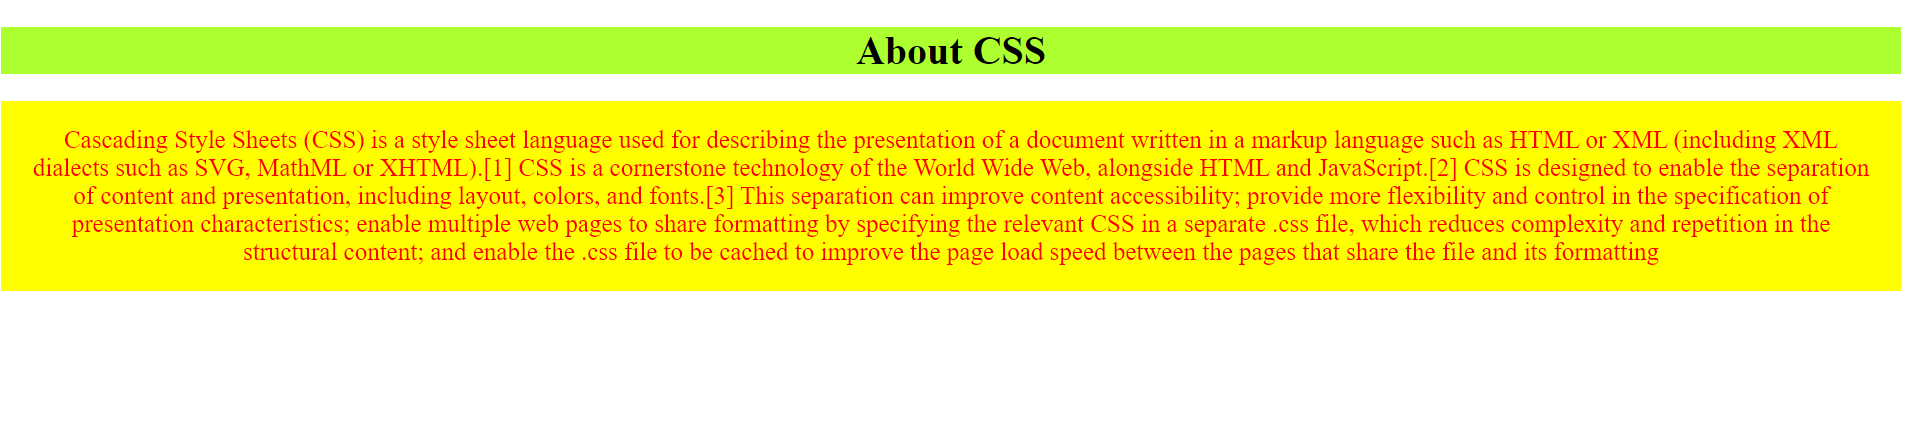 About CSS
Cascading Style Sheets (CSS) is a style sheet language used for describing the presentation of a document written in a markup language such as HTML or XML (including XML
dialects such as SVG, MathML or XHTML).[1] CSS is a cornerstone technology of the World Wide Web, alongside HTML and JavaScript.[2] CSS is designed to enable the separation
of content and presentation, including layout, colors, and fonts.[3] This separation can improve content accessibility; provide more flexibility and control in the specification of
presentation characteristics; enable multiple web pages to share formatting by specifying the relevant CSS in a separate .css file, which reduces complexity and repetition in the
structural content; and enable the .css file to be cached to improve the page load speed between the pages that share the file and its formatting